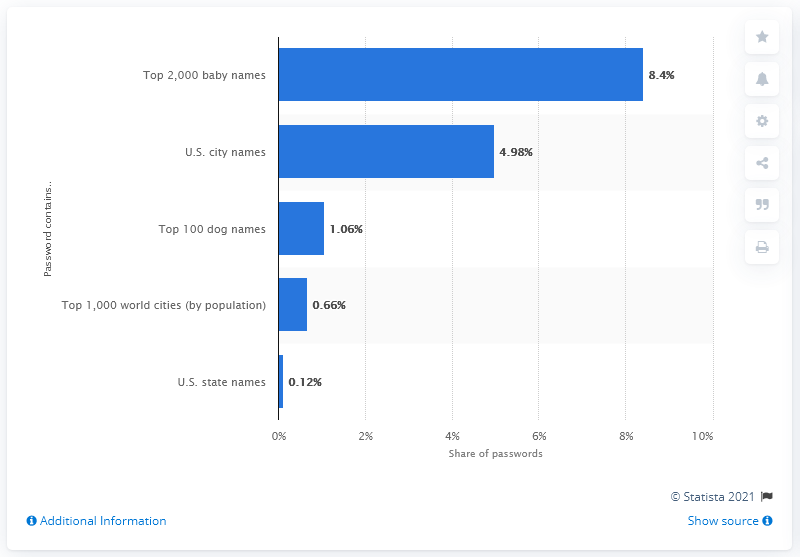 Password contains..
Top 2,000 baby names
8.4%
U.S. city names
4.98%
Top 100 dog names
1.06%
Top 1,000 world cities (by population)
0.66%
U.S. state names
0.12%
0% 2% 4% 6% 8% 10%
Share of passwords
© Statista 2021
Additional Information
Show source